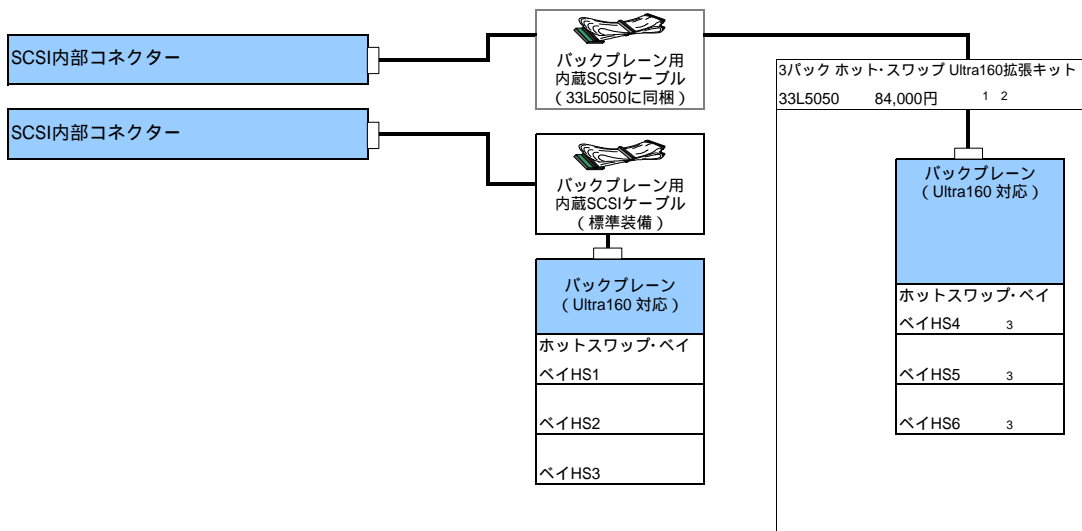 SCSI内部コネクター
バックプレーン用
内蔵SCSIケーブル
（33L5050に同梱）
3パック ホット・スワップ Ultra160拡張キット
33L5050 84,000円 1 2
SCSI内部コネクター
バックプレーン用
内蔵SCSIケーブル
（標準装備）
バックプレーン
（Ultra160 対応）
ホットスワップ・ベイ
ベイHS1
ベイHS2
ベイHS3
バックプレーン
（Ultra160 対応）
ホットスワップ・ベイ
ベイHS4 3
ベイHS5 3
ベイHS6 3